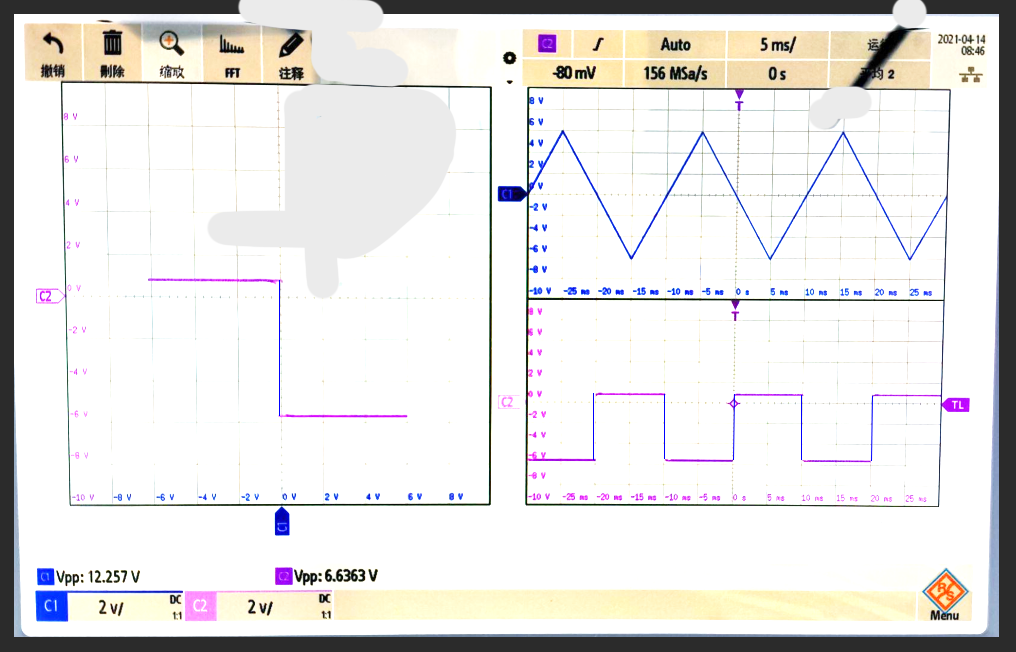 撤销 删除 缩放 FFT 注释
C2 Auto 5 ms/ 2021-04-14
08:46
-80 mV 156 MSa/s 0 s 2
T
8 V
6 V
4 V
2 V
0 V
-2 V
-4 V
-6 V
-8 V
-10 V -8 V -6 V -4 V -2 V 0 V 2 V 4 V 6 V 8 V
C2
C1
8 V
6 V
4 V
2 V
0 V
-2 V
-4 V
-6 V
-8 V
-10 V -25 ms -20 ms -15 ms -10 ms -5 ms 0 s 5 ms 10 ms 15 ms 20 ms 25 ms
C1
T
8 V
6 V
4 V
2 V
0 V
-2 V
-4 V
-6 V
-8 V
-10 V -25 ms -20 ms -15 ms -10 ms -5 ms 0 s 5 ms 10 ms 15 ms 20 ms 25 ms
C2
TL
C1 Vpp: 12.257 V C2 Vpp: 6.6363 V
C1 2 V/ DC 1:1 C2 2 V/ DC 1:1
R&S
Menu